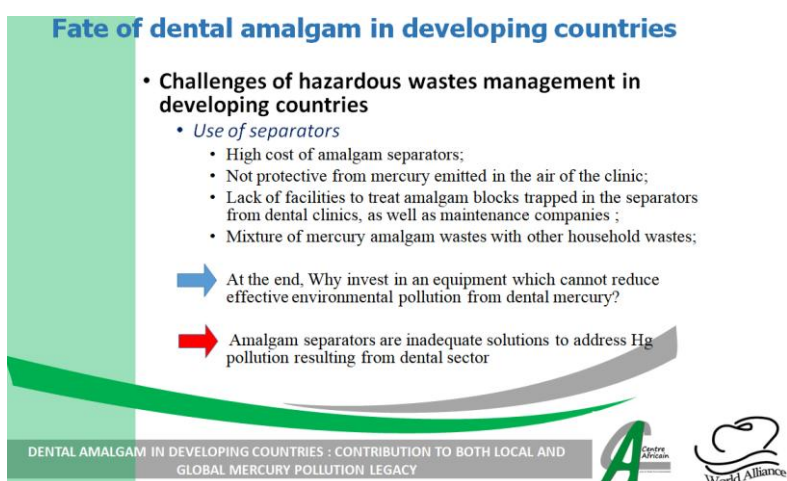 Fate of dental amalgam in developing countries
• Challenges of hazardous wastes management in
developing countries
• Use of separators
• High cost of amalgam separators;
• Not protective from mercury emitted in the air of the clinic;
• Lack of facilities to treat amalgam blocks trapped in the separators
from dental clinics, as well as maintenance companies ;
• Mixture of mercury amalgam wastes with other household wastes;
At the end, Why invest in an equipment which cannot reduce
effective environmental pollution from dental mercury?
Amalgam separators are inadequate solutions to address Hg
pollution resulting from dental sector
DENTAL AMALGAM IN DEVELOPING COUNTRIES : CONTRIBUTION TO BOTH LOCAL AND
GLOBAL MERCURY POLLUTION LEGACY
Centre
Africain
World Alliance